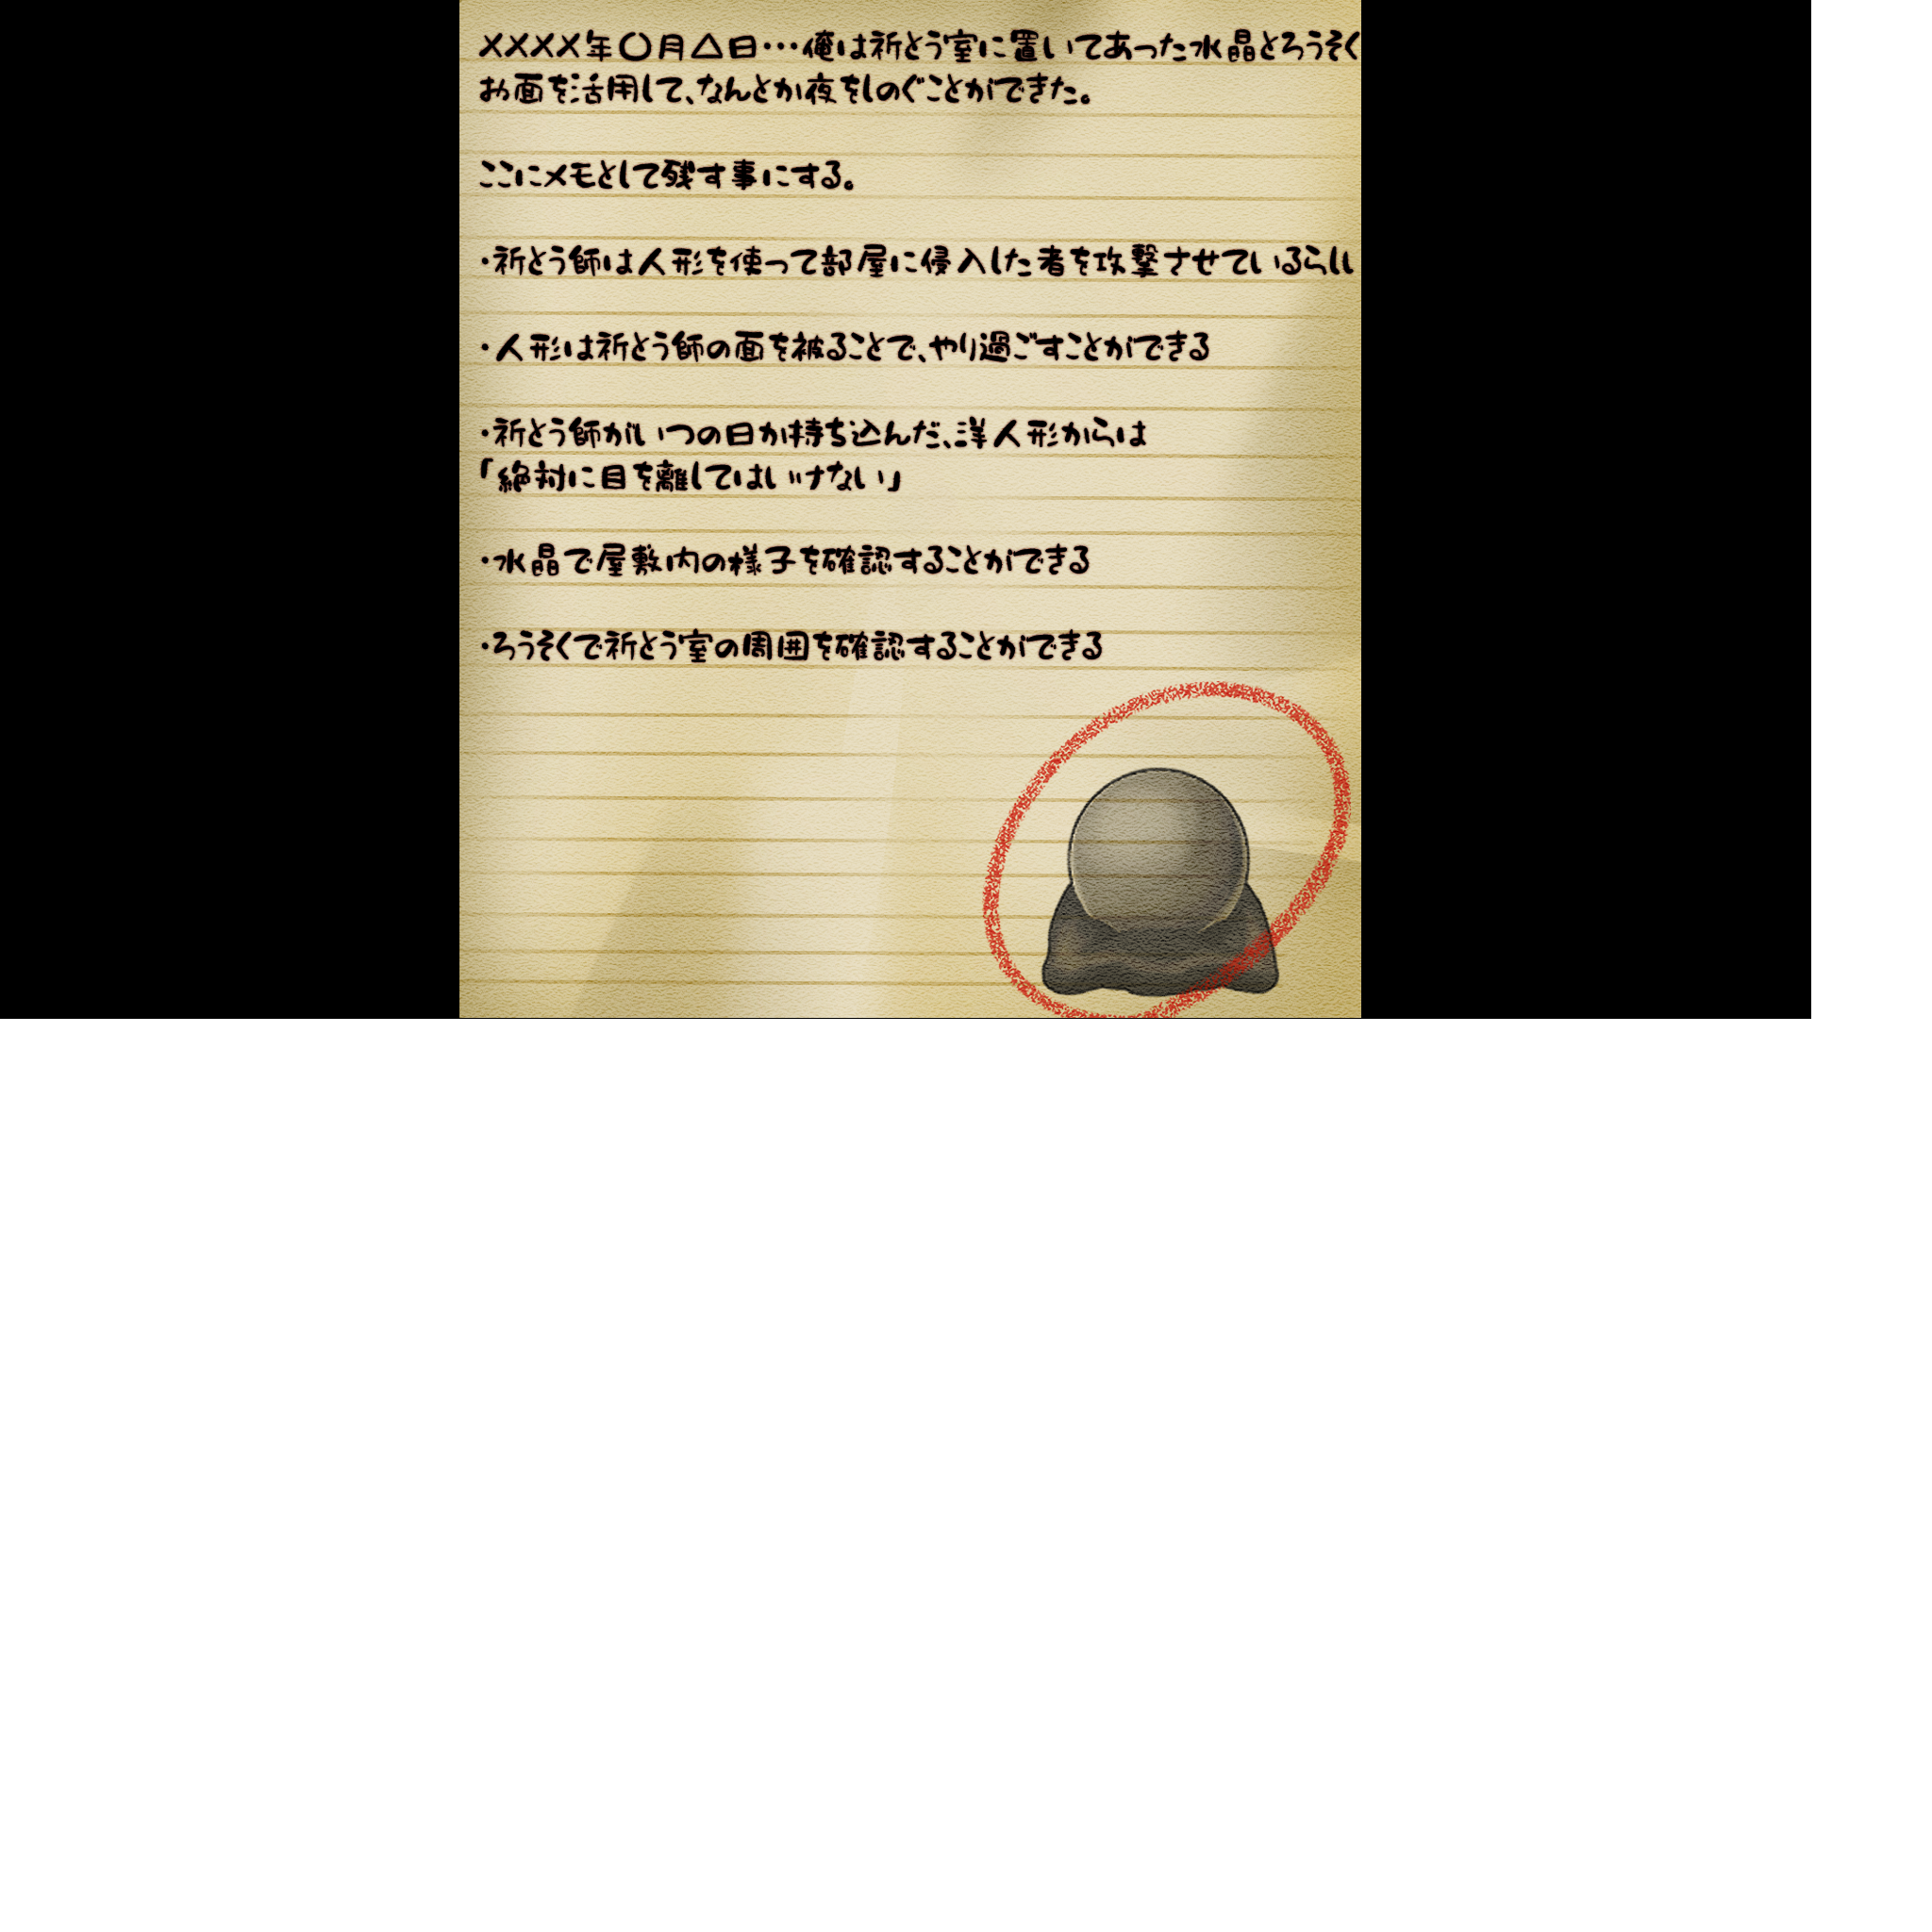 ××××年〇月△日・・・俺は祈とう室に置いてあった水晶とろうそく
お面を活用して、なんとか夜をしのぐことができた。
ここにメモとして残す事にする。
・祈とう師は人形を使って部屋に侵入した者を攻撃させているらしい
・人形は祈とう師の面を被ることで、やり過ごすことができる
・祈とう師がいつの日か持ち込んだ、洋人形からは
「絶対に目を離してはいけない」
・水晶で屋敷内の様子を確認することができる
・ろうそくで祈とう室の周囲を確認することができる